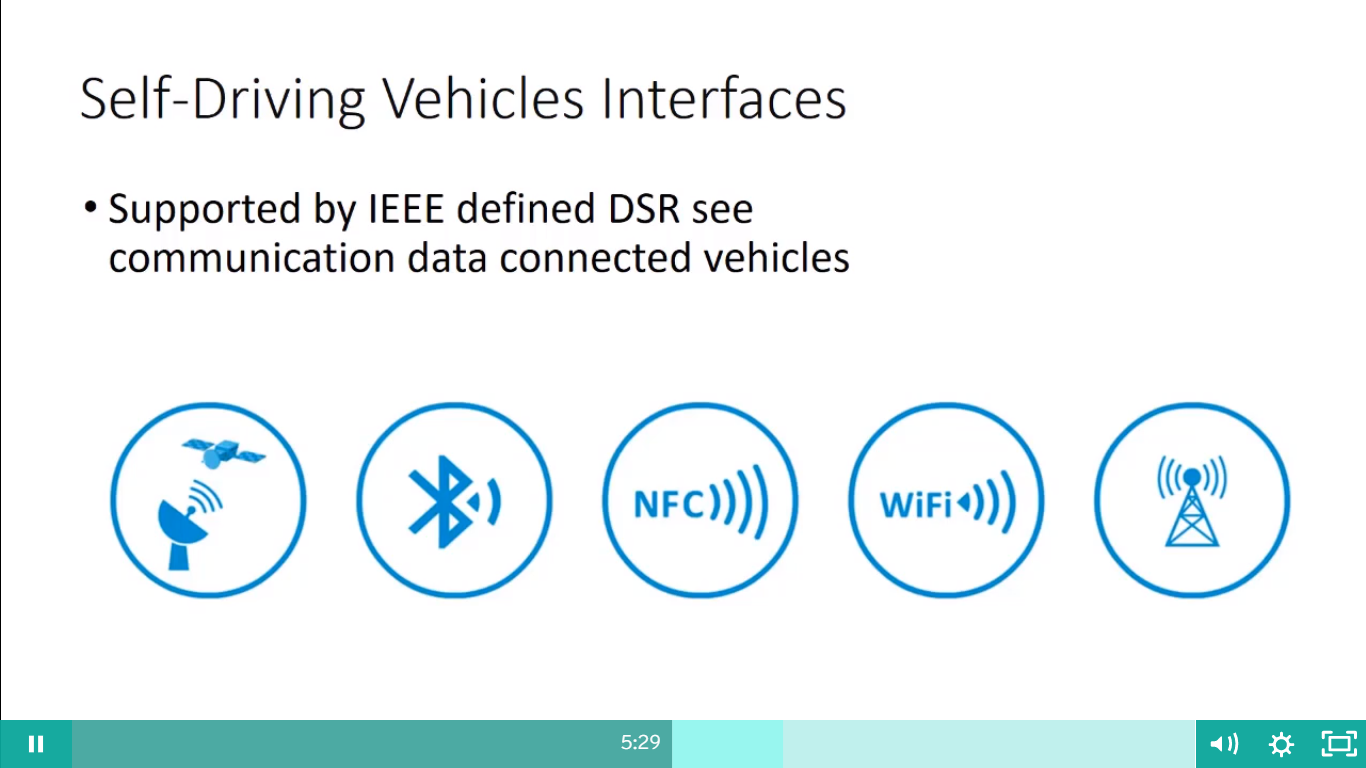 Self-Driving Vehicles Interfaces
• Supported by IEEE defined DSR see
communication data connected vehicles
NFC
WiFi
5:29